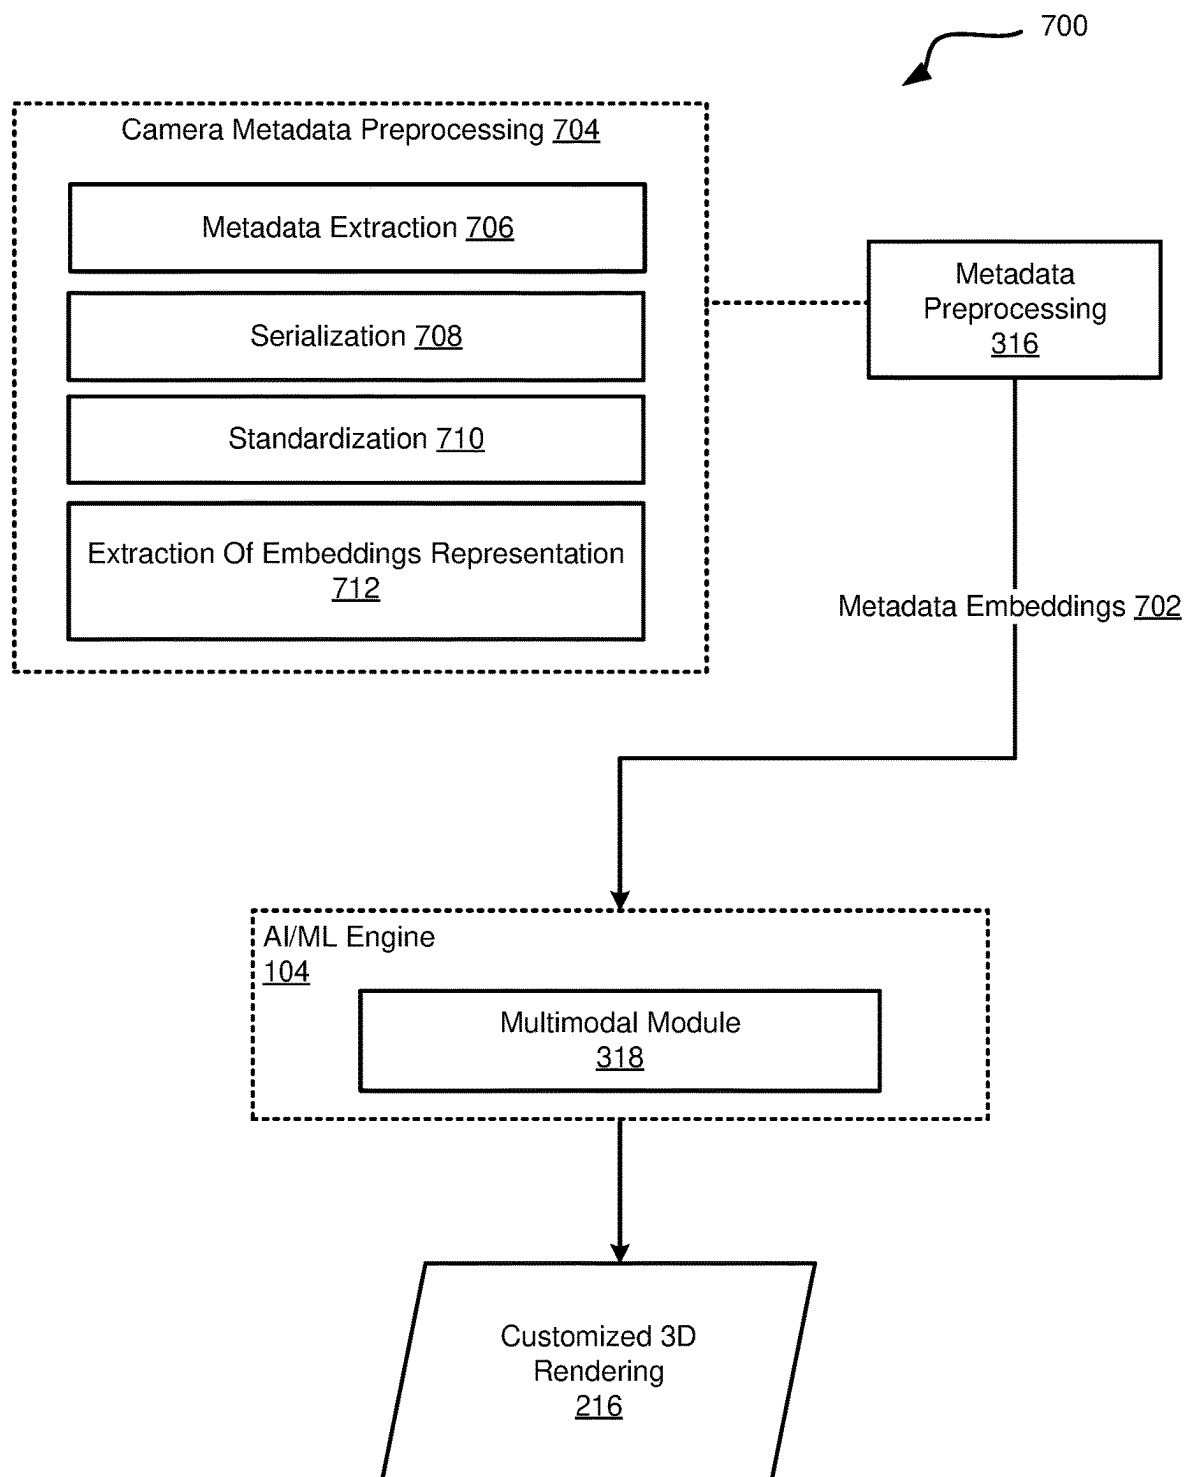 700
Camera Metadata Preprocessing 704
Metadata Extraction 706
Serialization 708
Standardization 710
Extraction Of Embeddings Representation
712
Metadata
Preprocessing
316
Metadata Embeddings 702
AI/ML Engine
104
Multimodal Module
318
Customized 3D
Rendering
216